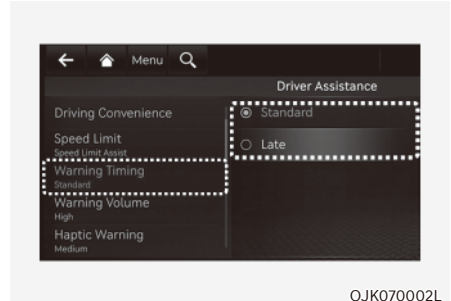 Menu
Driver Assistance
Driving Convenience
Standard
Speed Limit
Speed Limit Assist
Late
Warning Timing
Standard
Warning Volume
High
Haptic Warning
Medium
OJK070002L